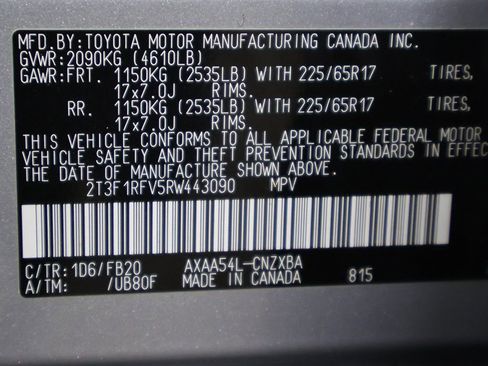 MFD.BY:TOYOTA MOTOR MANUFACTURING CANADA INC.
GVWR:2090KG (4610LB)
GAWR:FRT. 1150KG (2535LB) WITH 225/65R17 TIRES,
17x7.0J RIMS.
RR. 1150KG (2535LB) WITH 225/65R17 TIRES,
17x7.0J RIMS.
THIS VEHICLE CONFORMS TO ALL APPLICABLE FEDERAL MOTOR
VEHICLE SAFETY AND THEFT PREVENTION STANDARDS IN EFFEC
THE DATE OF MANUFACTURE SHOWN ABOVE.
2T3F1RFV5RW443090 MPV
C/TR:1D6/FB20 AXAA54L-CNZXBA
A/TM: /UB80F MADE IN CANADA 815